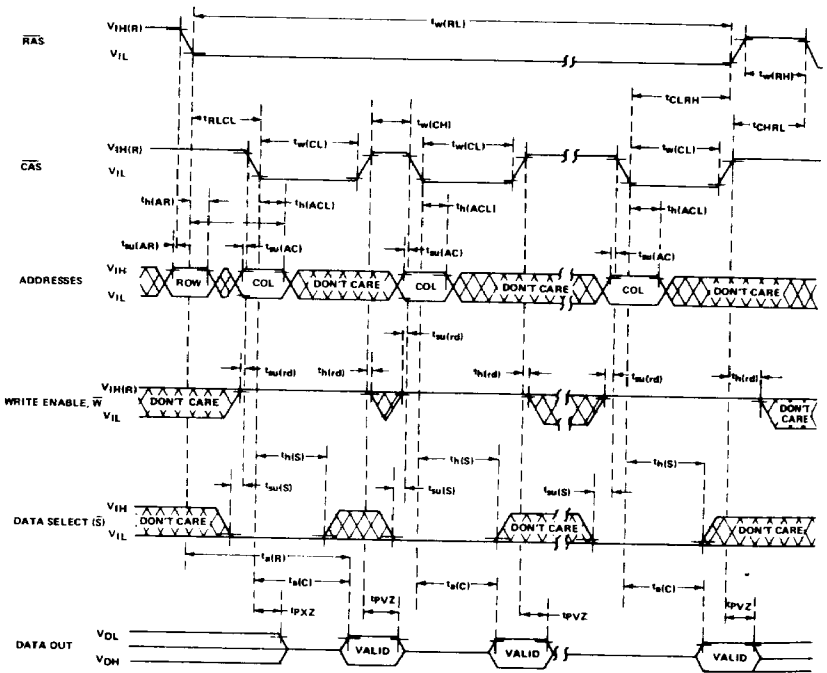 tw(RL)
VIH(R)
RAS
VIL
tw(RH)
tCLRH
tRLCL
tw(CH)
tCHRL
tw(CL) tw(CL) tw(CL)
VIH(R)
CAS
VIL
th(AR) th(ACL) th(ACL) th(ACL)
tsu(AR) tsu(AC) tsu(AC) tsu(AC)
VIH
ADDRESSES ROW COL DON'T CARE COL DON'T CARE COL DON'T CARE
VIL
tsu(rd)
tsu(rd) th(rd) th(rd) tsu(rd) th(rd)
VIH(R)
WRITE ENABLE, W DON'T CARE DON'T CARE
VIL
th(S) th(S) th(S)
tsu(S) tsu(S) tsu(S)
VIH
DATA SELECT (S) DON'T CARE DON'T CARE DON'T CARE
VIL
ta(R)
ta(C) ta(C) ta(C)
tPXZ tPVZ tPVZ tPVZ
VOL
DATA OUT VALID VALID VALID
VOH